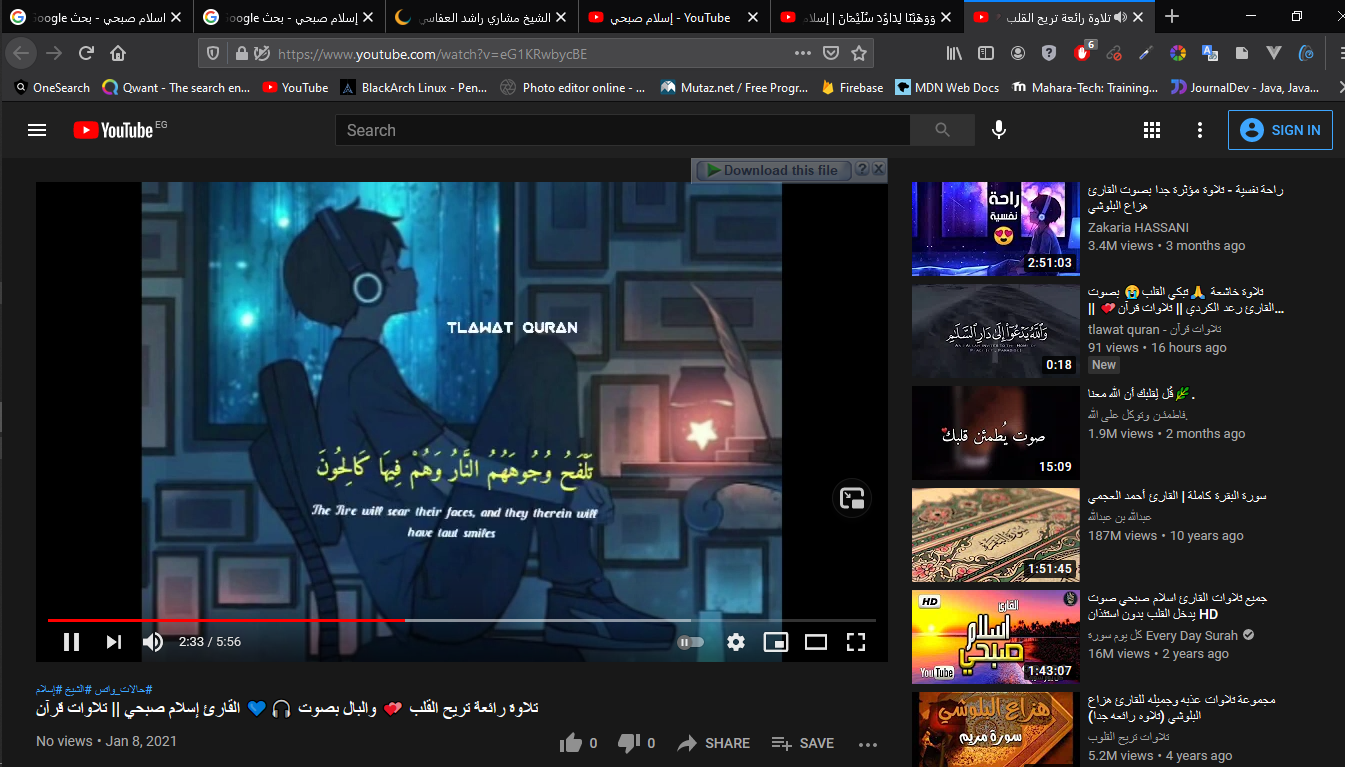 اسلام صبحي - بحث Google
إسلام صبحي - بحث Google
الشيخ مشاري راشد العفاسي
إسلام صبحي - YouTube
وَوَهَبْنَا لِدَاوُدَ سُلَيْمَانَ | إسلام
تلاوة رائعة تريح القلب
https://www.youtube.com/watch?v=eG1KRwbycBE
6
OneSearch
Qwant - The search en...
YouTube
BlackArch Linux - Pen...
Photo editor online - ...
Mutaz.net / Free Progr...
Firebase
MDN Web Docs
Mahara-Tech: Training...
JournalDev - Java, Java...
YouTube EG
Search
SIGN IN
Download this file
TLAWAT QURAN
تَلْفَحُ وُجُوهَهُمُ النَّارُ وَهُمْ فِيهَا كَالِحُونَ
The Fire will sear their faces, and they therein will
have taut smiles
2:33 / 5:56
#حالات_واتس #الشيخ #إسلام
تلاوة رائعة تريح القلب 💞 والبال بصوت 🎧 💙 القارئ إسلام صبحي || تلاوات قرآن
No views • Jan 8, 2021
0
0
SHARE
SAVE
راحة
نفسية
2:51:03
راحة نفسية - تلاوة مؤثرة جدا بصوت القارئ
هزاع البلوشي
Zakaria HASSANI
3.4M views • 3 months ago
وَاللَّهُ يَدْعُو إِلَىٰ دَارِ السَّلَامِ
0:18
تلاوة خاشعة 🙏 تبكي القلب 😭 بصوت
القارئ رعد الكردي || تلاوات قرآن 💞 ||...
tlawat quran - تلاوات قرآن
91 views • 16 hours ago
New
صوت يُطمئن قلبك
15:09
قُل لِقلبك أن الله معنا🌿 .
فاطمئـن وتوكل على الله.
1.9M views • 2 months ago
1:51:45
سورة البقرة كاملة | القارئ أحمد العجمي
عبدالله بن عبدالله
187M views • 10 years ago
HD
القارئ
اسلام
صبحي
YouTube
1:43:07
جميع تلاوات القارئ اسلام صبحي صوت
يدخل القلب بدون استئذان HD
كل يوم سورة Every Day Surah
16M views • 2 years ago
هزاع البلوشي
سورة مريم
مجموعة تلاوات عذبه وجميله للقارئ هزاع
البلوشي (تلاوه رائعه جدا)
تلاوات تريح القلوب
5.2M views • 4 years ago